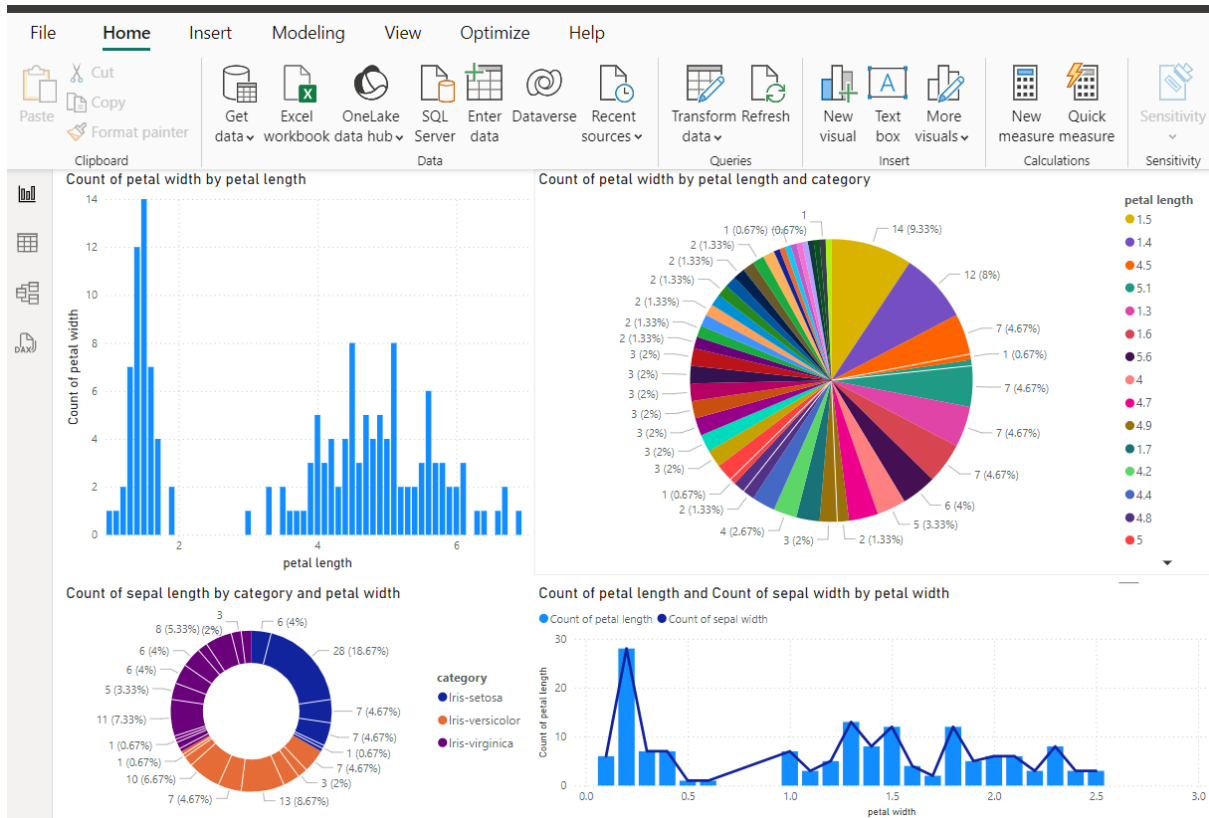 File Home Insert Modeling View Optimize Help
Paste
Cut
Copy
Format painter
Clipboard
Get data
Excel workbook
OneLake data hub
SQL Server
Enter data
Dataverse
Recent sources
Data
Transform data
Refresh
Queries
New visual
Text box
More visuals
Insert
New measure
Quick measure
Calculations
Sensitivity
Sensitivity
DAX
Count of petal width by petal length
Count of petal width
14
12
10
8
6
4
2
0
2 4 6
petal length
Count of petal width by petal length and category
1
14 (9.33%)
12 (8%)
7 (4.67%)
1 (0.67%)
7 (4.67%)
7 (4.67%)
7 (4.67%)
6 (4%)
5 (3.33%)
2 (1.33%)
3 (2%)
4 (2.67%)
2 (1.33%)
1 (0.67%)
3 (2%)
3 (2%)
3 (2%)
3 (2%)
3 (2%)
3 (2%)
2 (1.33%)
2 (1.33%)
2 (1.33%)
2 (1.33%)
2 (1.33%)
2 (1.33%)
1 (0.67%)
(0.67%)
petal length
1.5
1.4
4.5
5.1
1.3
1.6
5.6
4
4.7
4.9
1.7
4.2
4.4
4.8
5
Count of sepal length by category and petal width
6 (4%)
28 (18.67%)
7 (4.67%)
7 (4.67%)
1 (0.67%)
7 (4.67%)
3 (2%)
13 (8.67%)
7 (4.67%)
10 (6.67%)
1 (0.67%)
1 (0.67%)
11 (7.33%)
5 (3.33%)
6 (4%)
6 (4%)
8 (5.33%)
3
(2%)
category
Iris-setosa
Iris-versicolor
Iris-virginica
Count of petal length and Count of sepal width by petal width
Count of petal length Count of sepal width
Count of petal length
30
20
10
0
0.0 0.5 1.0 1.5 2.0 2.5 3.0
petal width